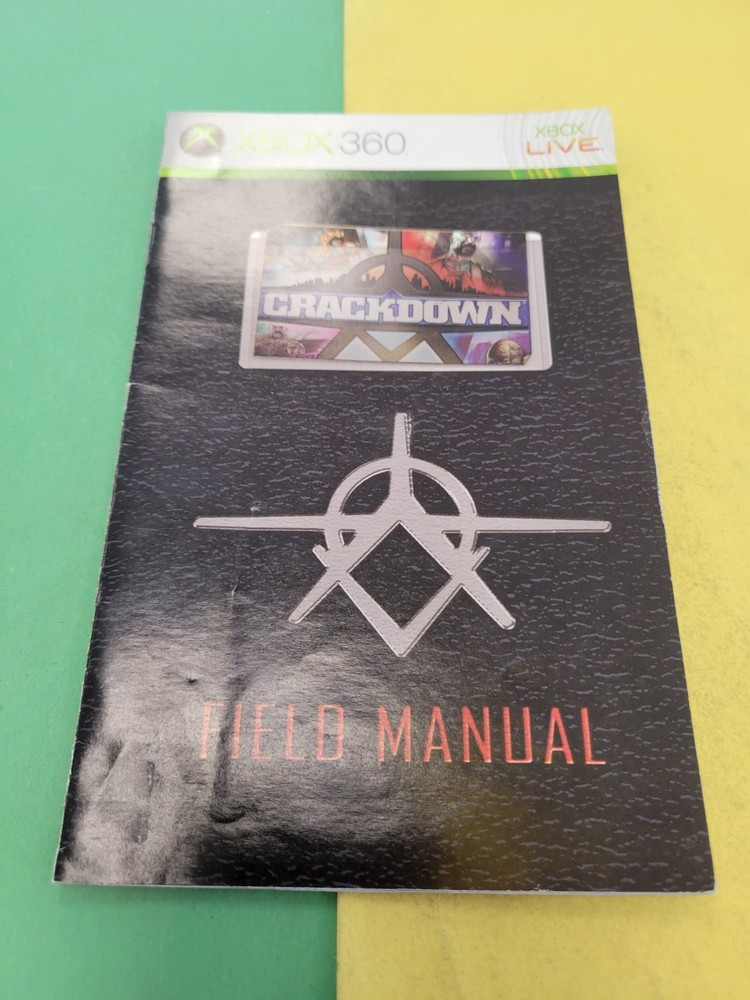 XBOX 360
XBOX
LIVE
CRACKDOWN
FIELD MANUAL